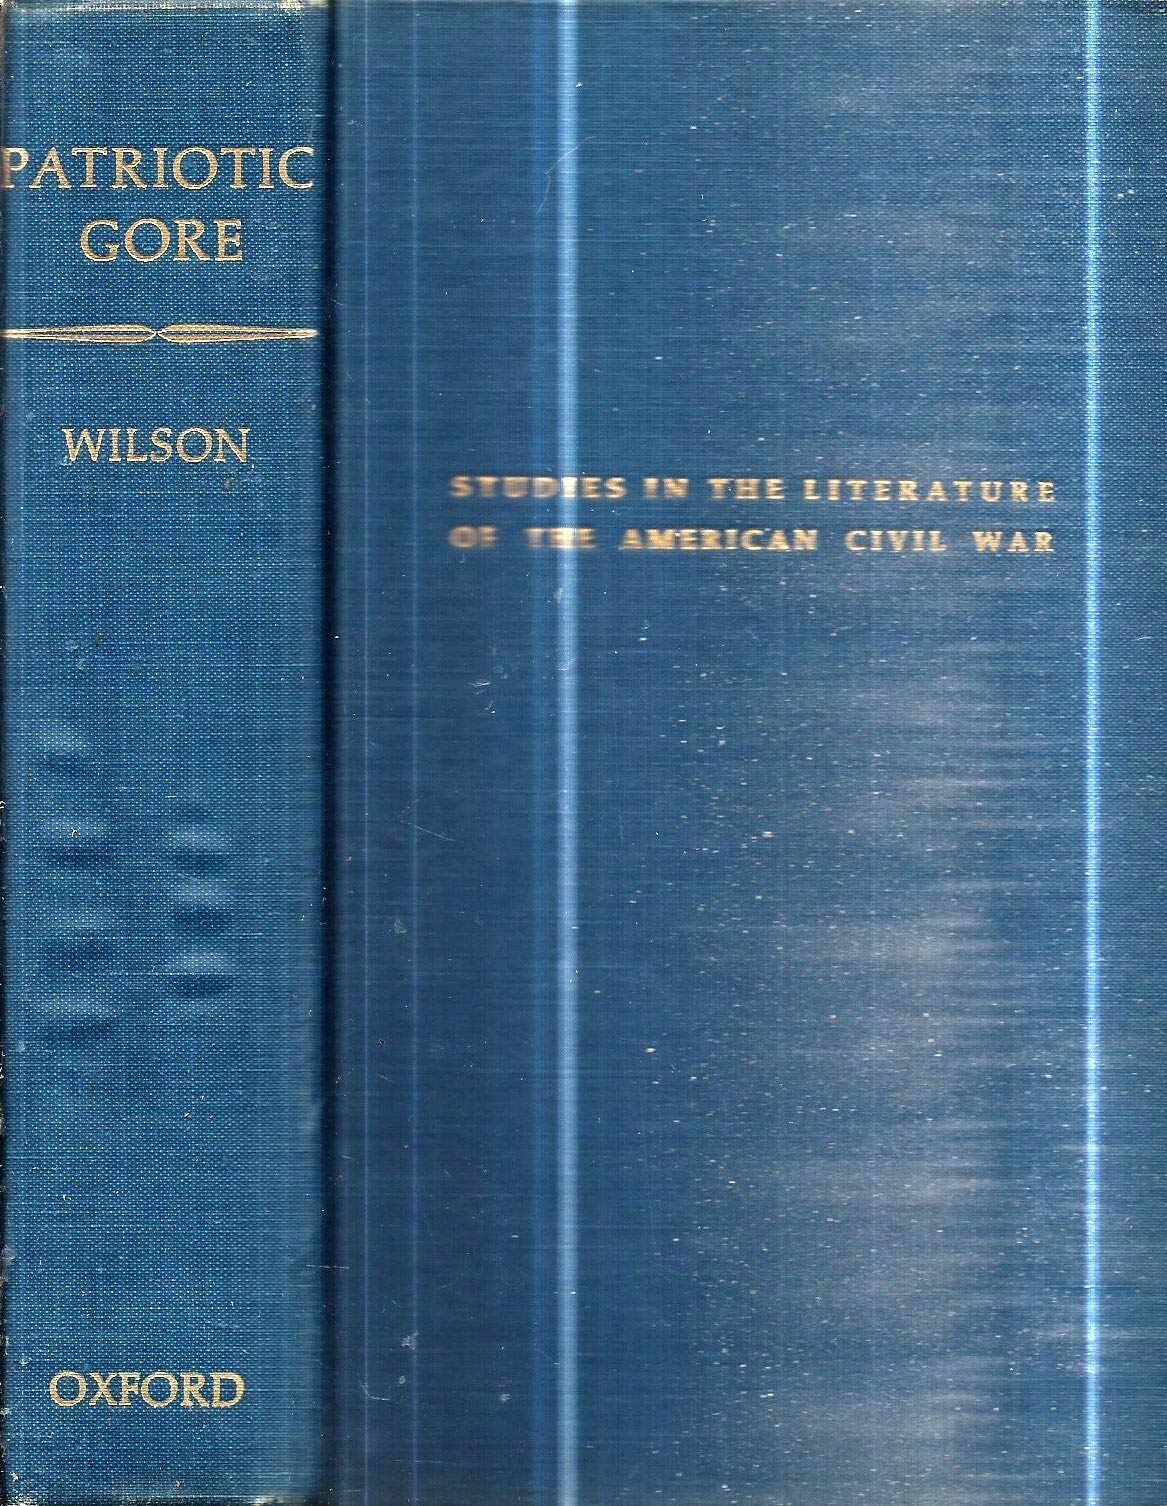 PATRIOTIC
GORE
WILSON
OXFORD
STUDIES IN THE LITERATURE
OF THE AMERICAN CIVIL WAR